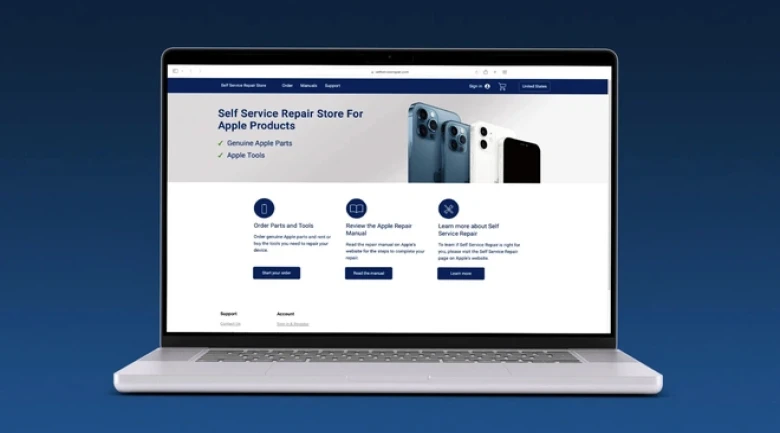 selfservicerepair.com
Self Service Repair Store
Order
Manuals
Support
Sign in
United States
Self Service Repair Store For
Apple Products
Genuine Apple Parts
Apple Tools
Order Parts and Tools
Order genuine Apple parts and rent or
buy the tools you need to repair your
device.
Start your order
Review the Apple Repair
Manual
Read the repair manual on Apple's
website for the steps to complete your
repair.
Read the manual
Learn more about Self
Service Repair
To learn if Self Service Repair is right for
you, please visit the Self Service Repair
page on Apple's website.
Learn more
Support
Contact Us
Account